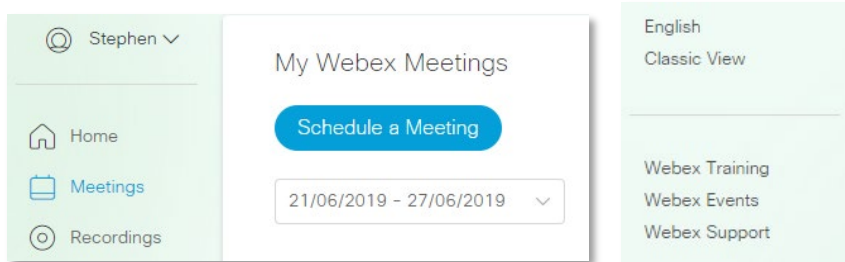 Stephen
Home
Meetings
Recordings
My Webex Meetings
Schedule a Meeting
21/06/2019 - 27/06/2019
English
Classic View
Webex Training
Webex Events
Webex Support